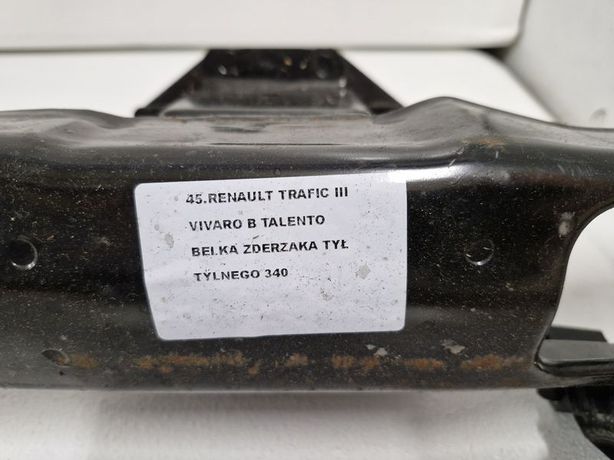 45.RENAULT TRAFIC III
VIVARO B TALENTO
BELKA ZDERZAKA TYŁ
TYLNEGO 340